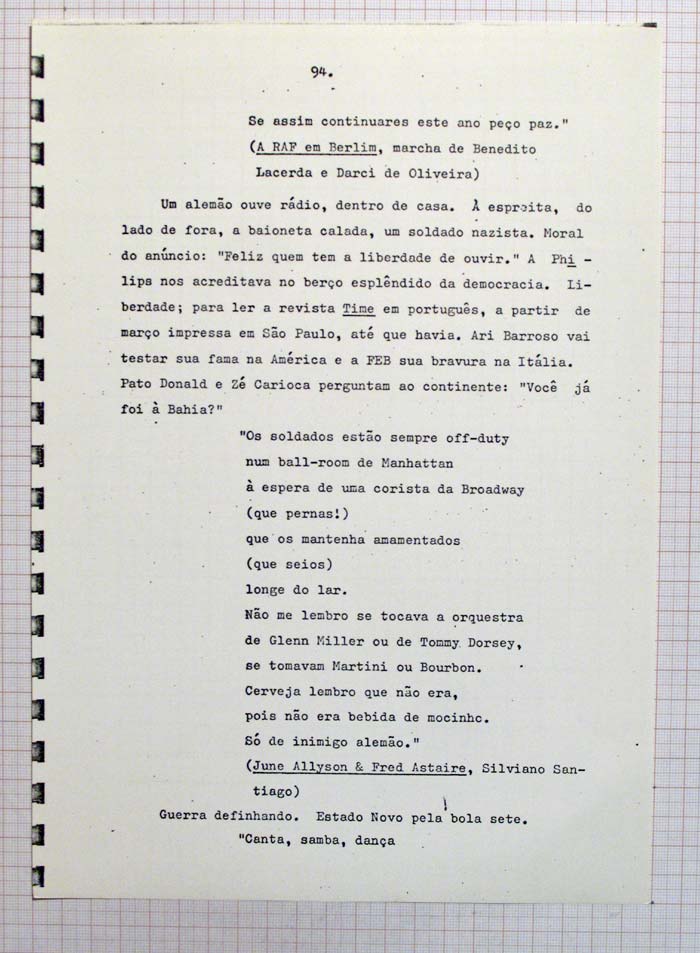 94.
Se assim continuares este ano peço paz."
(A RAF em Berlim, marcha de Benedito
Lacerda e Darci de Oliveira)
Um alemão ouve rádio, dentro de casa. À espreita, do
lado de fora, a baioneta calada, um soldado nazista. Moral
do anúncio: "Feliz quem tem a liberdade de ouvir." A Phi -
lips nos acreditava no berço esplêndido da democracia. Li-
berdade; para ler a revista Time em português, a partir de
março impressa em São Paulo, até que havia. Ari Barroso vai
testar sua fama na América e a FEB sua bravura na Itália.
Pato Donald e Zé Carioca perguntam ao continente: "Você já
foi à Bahia?"
"Os soldados estão sempre off-duty
num ball-room de Manhattan
à espera de uma corista da Broadway
(que pernas!)
que os mantenha amamentados
(que seios)
longe do lar.
Não me lembro se tocava a orquestra
de Glenn Miller ou de Tommy Dorsey,
se tomavam Martini ou Bourbon.
Cerveja lembro que não era,
pois não era bebida de mocinho.
Só de inimigo alemão."
(June Allyson & Fred Astaire, Silviano San-
tiago)
Guerra definhando. Estado Novo pela bola sete.
"Canta, samba, dança